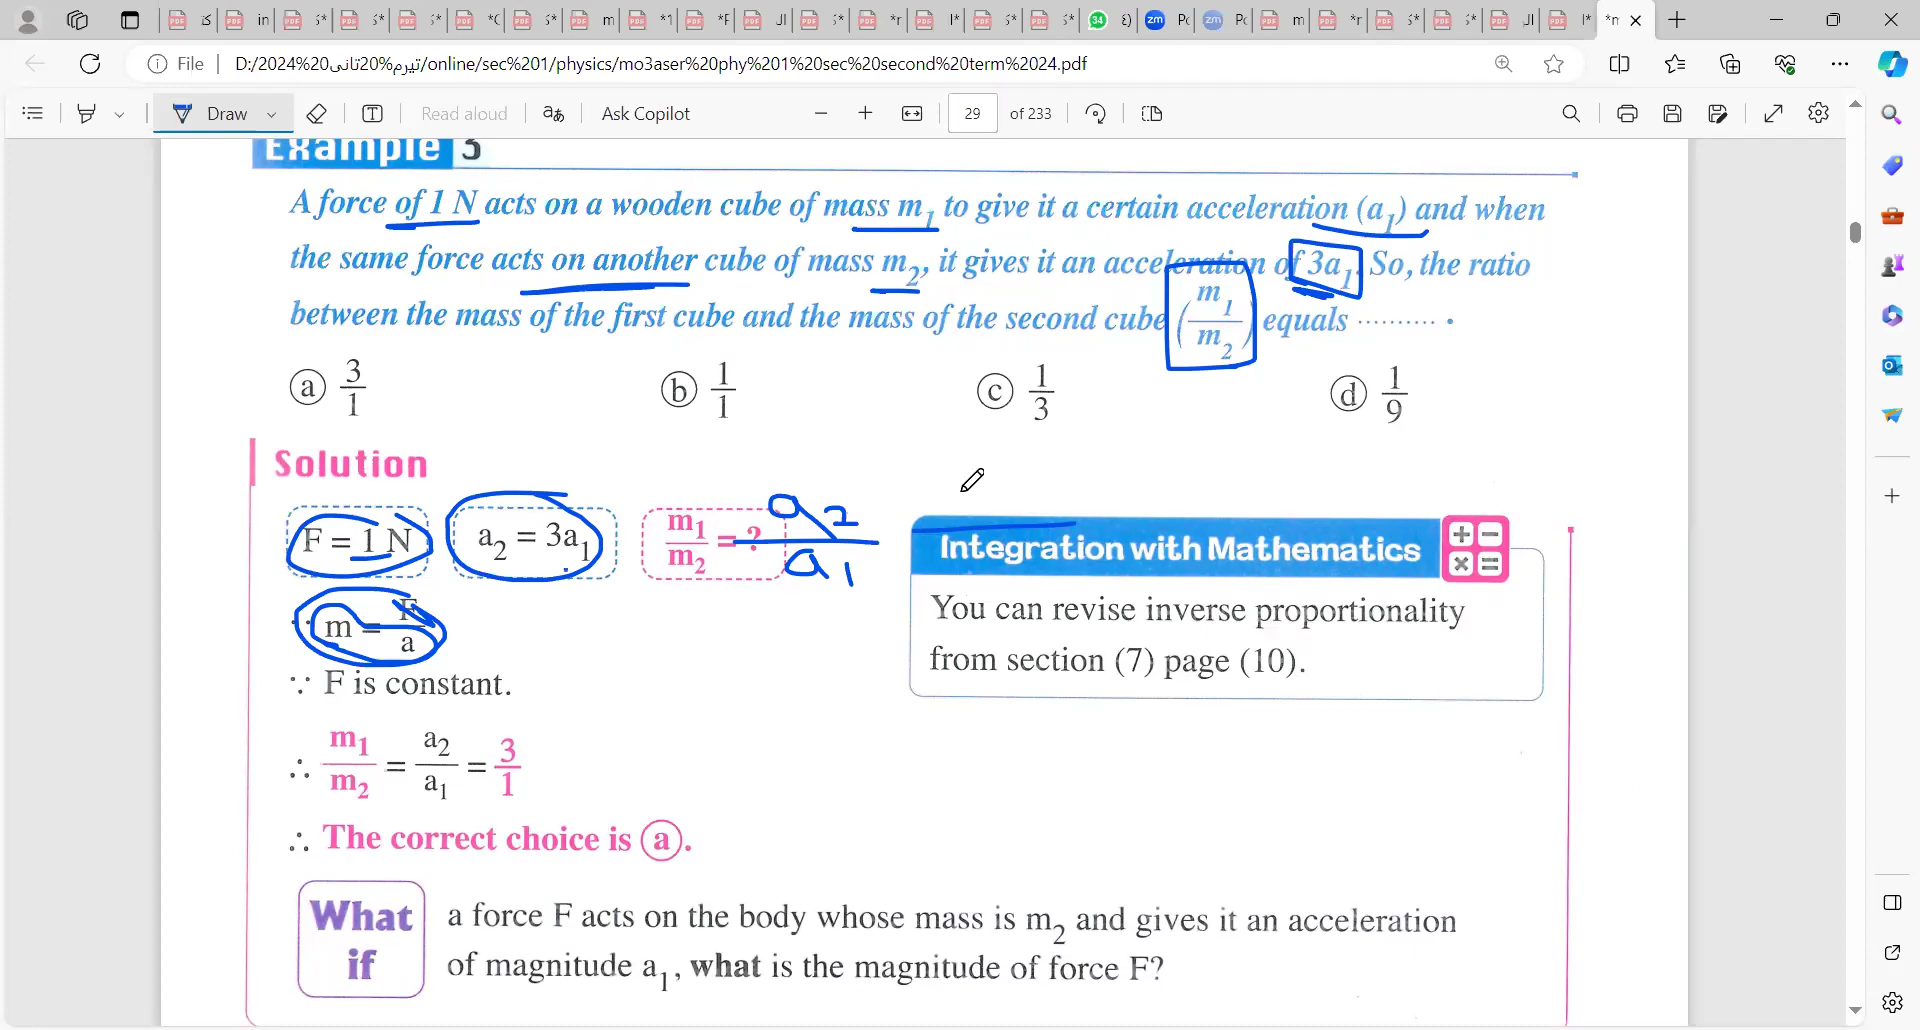 in
m
34
Pc
Pc
m
File
D:/2024%20تيرم%20تانى/online/sec%201/physics/mo3aser%20phy%201%20sec%20second%20term%2024.pdf
Draw
Read aloud
Ask Copilot
29
of 233
Example 3
A force of 1 N acts on a wooden cube of mass m₁ to give it a certain acceleration (a₁) and when
the same force acts on another cube of mass m₂, it gives it an acceleration of 3a₁. So, the ratio
between the mass of the first cube and the mass of the second cube (m₁/m₂) equals .......... .
ⓐ 3/1
ⓑ 1/1
ⓒ 1/3
ⓓ 1/9
Solution
F = 1 N
a₂ = 3a₁
m₁/m₂ = ?
a₂/a₁
∵ m = F/a
∵ F is constant.
∴ m₁/m₂ = a₂/a₁ = 3/1
∴ The correct choice is ⓐ.
Integration with Mathematics
+ − × =
You can revise inverse proportionality
from section (7) page (10).
What
if
a force F acts on the body whose mass is m₂ and gives it an acceleration
of magnitude a₁, what is the magnitude of force F?